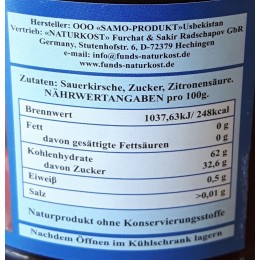 Hersteller: OOO «SAMO-PRODUKT»Usbekistan
Vertrieb: «NATURKOST» Furchat & Sakir Radschapov GbR
Germany, Stutenhofstr. 6, D-72379 Hechingen
e-mail: info@funds-naturkost.de
www.funds-naturkost.de
Zutaten: Sauerkirsche, Zucker, Zitronensäure.
NÄHRWERTANGABEN pro 100g.
Brennwert 1037,63kJ/ 248kcal
Fett 0 g
davon gesättigte Fettsäuren 0 g
Kohlenhydrate 62 g
davon Zucker 32,6 g
Eiweiß 0,5 g
Salz >0,01 g
Naturprodukt ohne Konservierungsstoffe
Nachdem Öffnen im Kühlschrank lagern